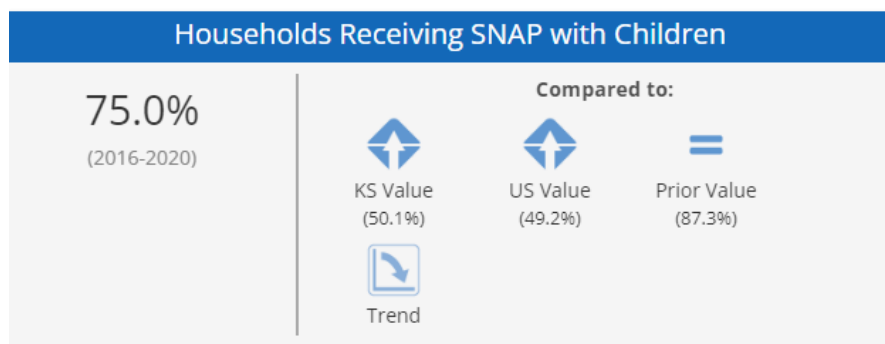 Households Receiving SNAP with Children
75.0%
(2016-2020)
Compared to:
KS Value
(50.1%)
US Value
(49.2%)
Prior Value
(87.3%)
Trend